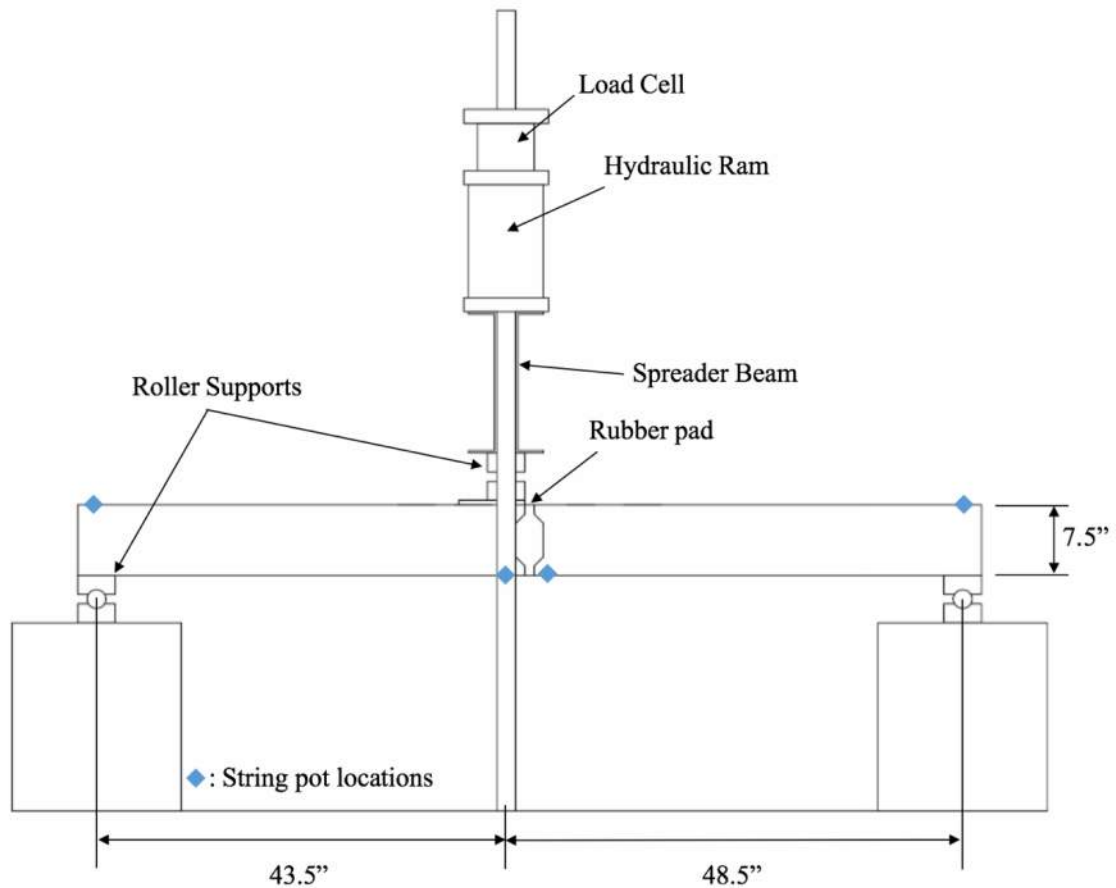 Load Cell
Hydraulic Ram
Spreader Beam
Roller Supports
Rubber pad
7.5”
: String pot locations
43.5”
48.5”